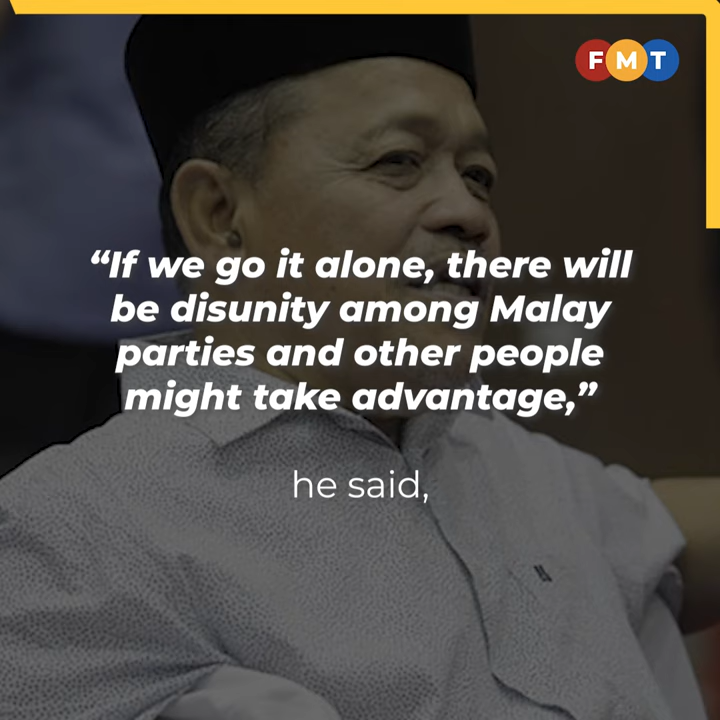 FMT
“If we go it alone, there will
be disunity among Malay
parties and other people
might take advantage,”
he said,